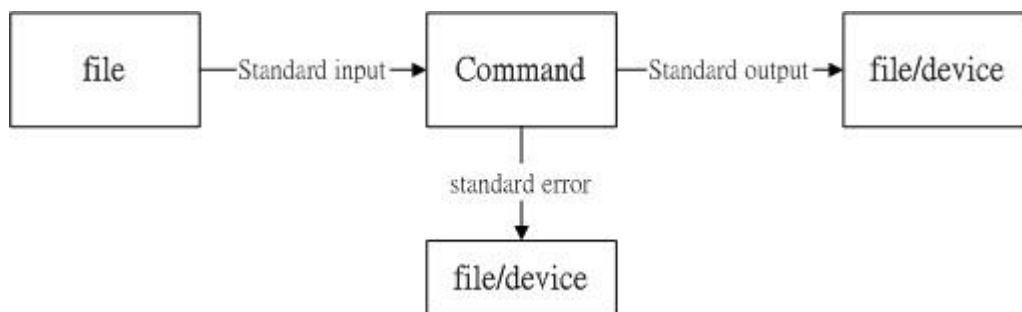 file
Standard input
Command
Standard output
file/device
standard error
file/device